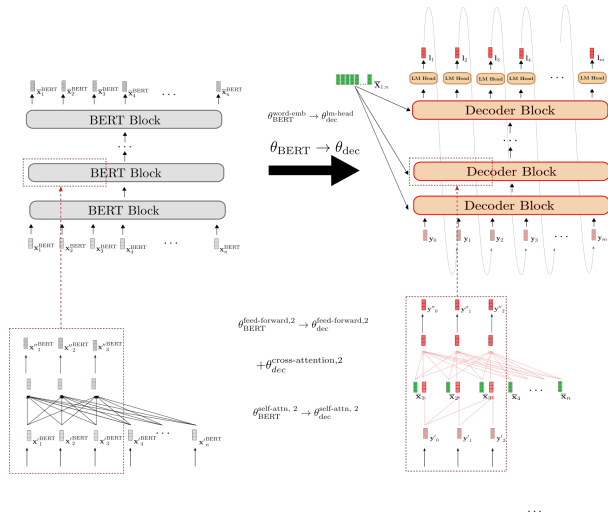 l₁ l₂ l₃ l₄ lₘ
x̄₁^BERT x̄₂^BERT x̄₃^BERT x̄₄^BERT ... x̄ₙ^BERT
... X̄₁:ₙ
LM Head LM Head LM Head LM Head LM Head ...
BERT Block
θ_BERT^word-emb → θ_dec^lm-head
Decoder Block
...
θ_BERT → θ_dec
...
BERT Block
Decoder Block
BERT Block
Decoder Block
x₁^BERT x₂^BERT x₃^BERT x₄^BERT ... xₙ^BERT
y₀ y₁ y₂ y₃ ... yₘ
y″₀ y″₁ y″₂
θ_BERT^feed-forward,2 → θ_dec^feed-forward,2
x″₁^BERT x″₂^BERT x″₃^BERT
+θ_dec^cross-attention,2
x̄₄ ... x̄ₙ
θ_BERT^self-attn, 2 → θ_dec^self-attn, 2
x′₁^BERT x′₂^BERT x′₃^BERT x′₄^BERT ... x′ₙ^BERT
y′₀ y′₁ y′₂
...